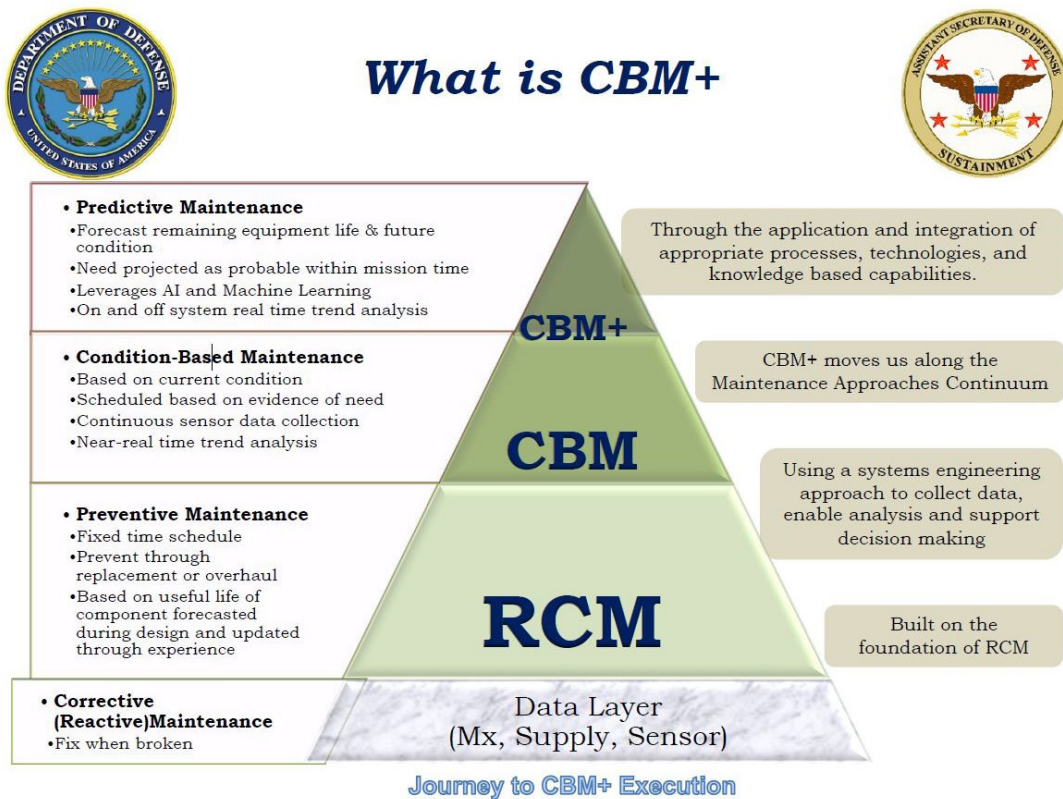 DEPARTMENT OF DEFENSE
UNITED STATES OF AMERICA
What is CBM+
ASSISTANT SECRETARY OF DEFENSE
SUSTAINMENT
• Predictive Maintenance
•Forecast remaining equipment life & future
condition
•Need projected as probable within mission time
•Leverages AI and Machine Learning
•On and off system real time trend analysis
• Condition-Based Maintenance
•Based on current condition
•Scheduled based on evidence of need
•Continuous sensor data collection
•Near-real time trend analysis
• Preventive Maintenance
•Fixed time schedule
•Prevent through
replacement or overhaul
•Based on useful life of
component forecasted
during design and updated
through experience
• Corrective
(Reactive)Maintenance
•Fix when broken
CBM+
CBM
RCM
Data Layer
(Mx, Supply, Sensor)
Through the application and integration of
appropriate processes, technologies, and
knowledge based capabilities.
CBM+ moves us along the
Maintenance Approaches Continuum
Using a systems engineering
approach to collect data,
enable analysis and support
decision making
Built on the
foundation of RCM
Journey to CBM+ Execution